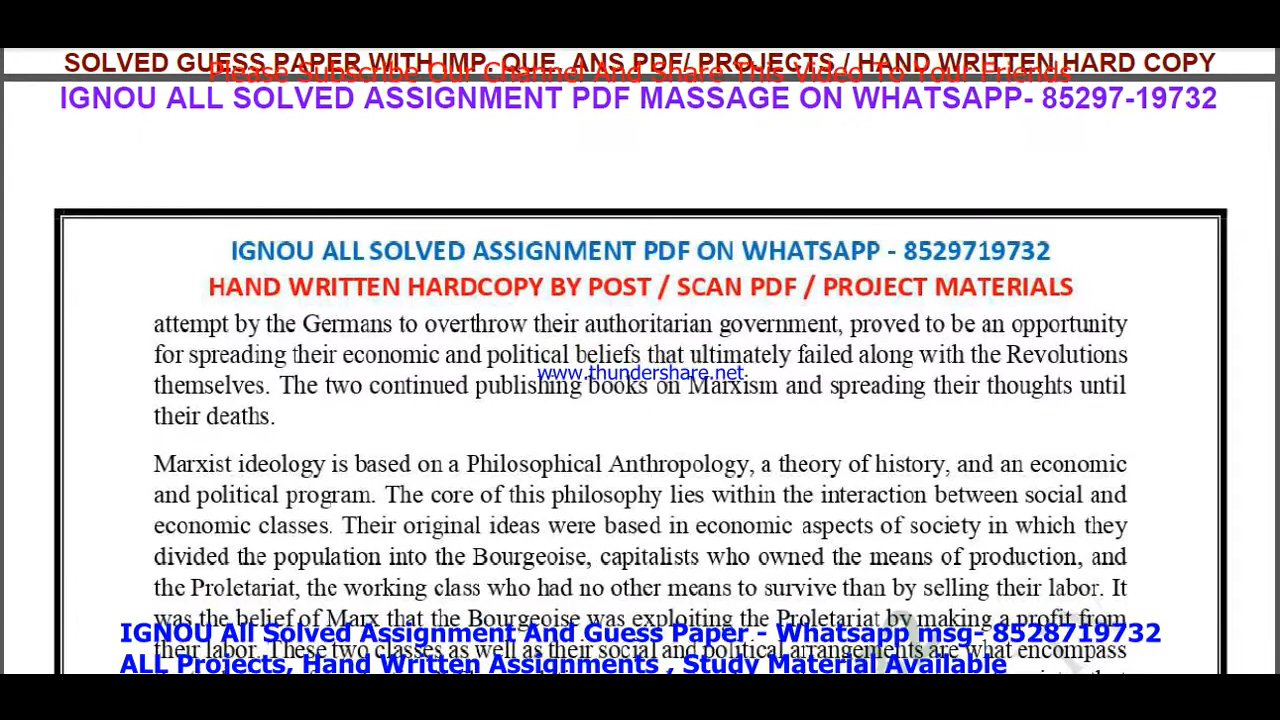 SOLVED GUESS PAPER WITH IMP. QUE. ANS PDF/ PROJECTS / HAND WRITTEN HARD COPY
Please Subscribe Our Channel And Share This Video To Your Friends
IGNOU ALL SOLVED ASSIGNMENT PDF MASSAGE ON WHATSAPP- 85297-19732
IGNOU ALL SOLVED ASSIGNMENT PDF ON WHATSAPP - 8529719732
HAND WRITTEN HARDCOPY BY POST / SCAN PDF / PROJECT MATERIALS
attempt by the Germans to overthrow their authoritarian government, proved to be an opportunity
for spreading their economic and political beliefs that ultimately failed along with the Revolutions
www.thundershare.net
themselves. The two continued publishing books on Marxism and spreading their thoughts until
their deaths.
Marxist ideology is based on a Philosophical Anthropology, a theory of history, and an economic
and political program. The core of this philosophy lies within the interaction between social and
economic classes. Their original ideas were based in economic aspects of society in which they
divided the population into the Bourgeoise, capitalists who owned the means of production, and
the Proletariat, the working class who had no other means to survive than by selling their labor. It
was the belief of Marx that the Bourgeoise was exploiting the Proletariat by making a profit from
IGNOU All Solved Assignment And Guess Paper - Whatsapp msg- 8528719732
their labor. These two classes as well as their social and political arrangements are what encompass
ALL Projects, Hand Written Assignments , Study Material Available